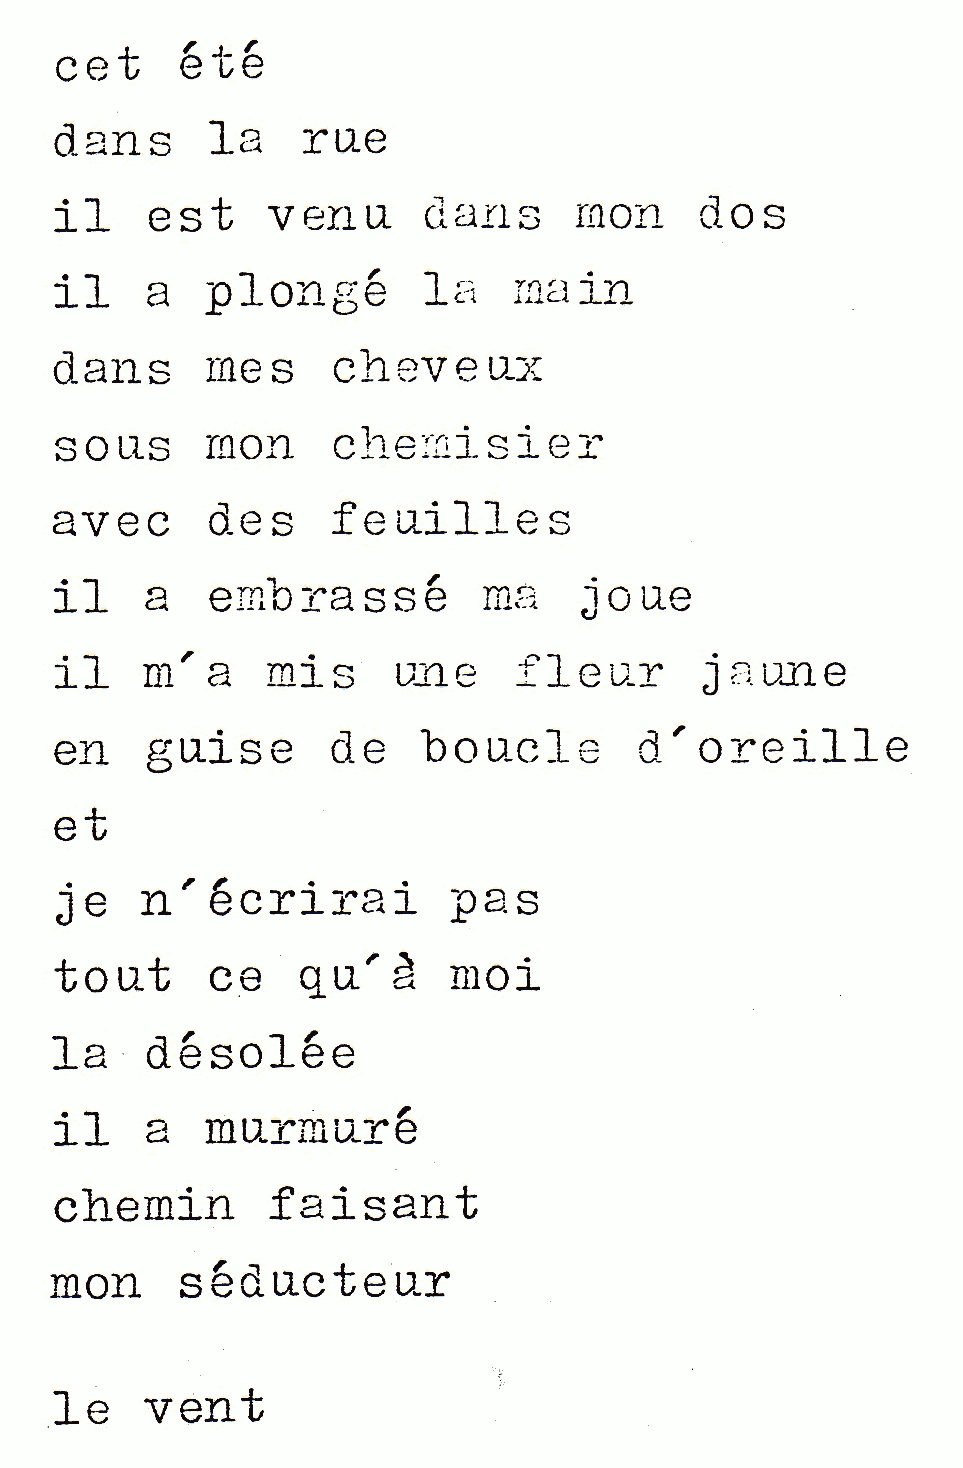 cet été
dans la rue
il est venu dans mon dos
il a plongé la main
dans mes cheveux
sous mon chemisier
avec des feuilles
il a embrassé ma joue
il m'a mis une fleur jaune
en guise de boucle d'oreille
et
je n'écrirai pas
tout ce qu'à moi
la désolée
il a murmuré
chemin faisant
mon séducteur
le vent